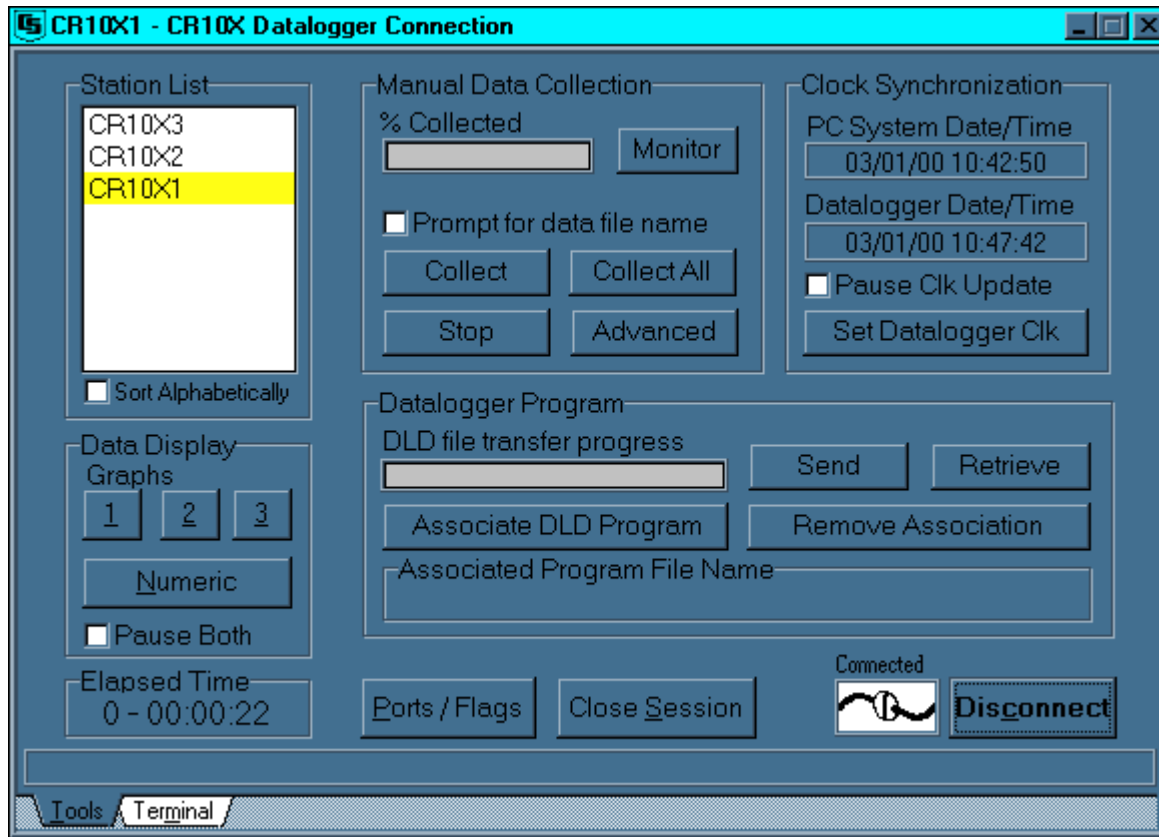 CR10X1 - CR10X Datalogger Connection
Station List
CR10X3
CR10X2
CR10X1
Sort Alphabetically
Data Display
Graphs
1 2 3
Numeric
Pause Both
Elapsed Time
0 - 00:00:22
Manual Data Collection
% Collected
Monitor
Prompt for data file name
Collect Collect All
Stop Advanced
Clock Synchronization
PC System Date/Time
03/01/00 10:42:50
Datalogger Date/Time
03/01/00 10:47:42
Pause Clk Update
Set Datalogger Clk
Datalogger Program
DLD file transfer progress
Send Retrieve
Associate DLD Program Remove Association
Associated Program File Name
Ports / Flags Close Session
Connected
Disconnect
Tools Terminal